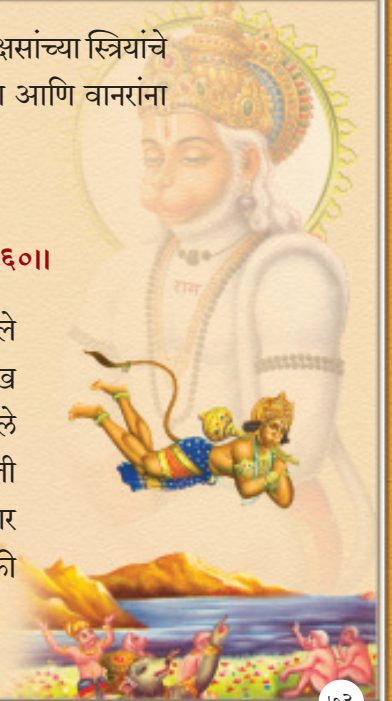 क्षसांच्या स्त्रियांचे
आणि वानरांना
६०॥
राम
ले
ख
ले
ती
ार
की